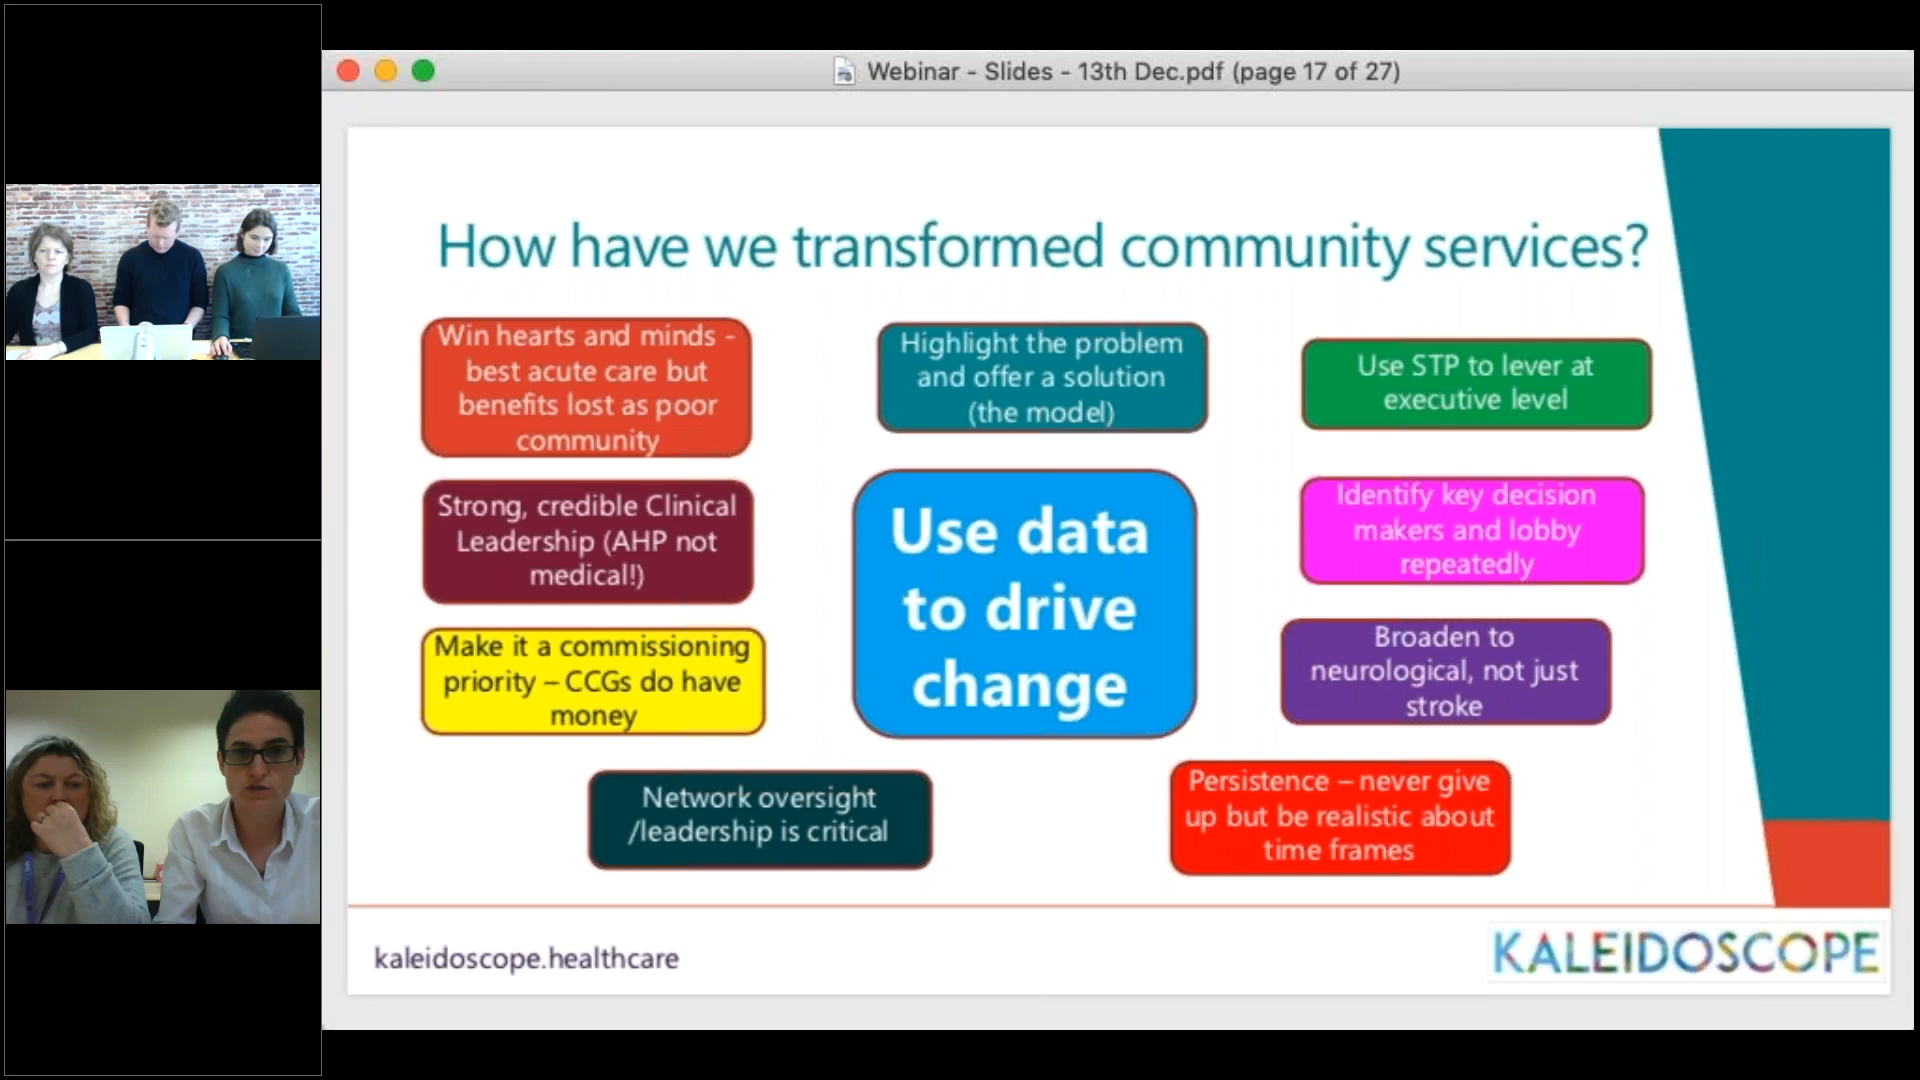 Webinar - Slides - 13th Dec.pdf (page 17 of 27)
How have we transformed community services?
Win hearts and minds -
best acute care but
benefits lost as poor
community
Highlight the problem
and offer a solution
(the model)
Use STP to lever at
executive level
Strong, credible Clinical
Leadership (AHP not
medical!)
Use data
to drive
change
Identify key decision
makers and lobby
repeatedly
Make it a commissioning
priority – CCGs do have
money
Broaden to
neurological, not just
stroke
Network oversight
/leadership is critical
Persistence – never give
up but be realistic about
time frames
kaleidoscope.healthcare
KALEIDOSCOPE